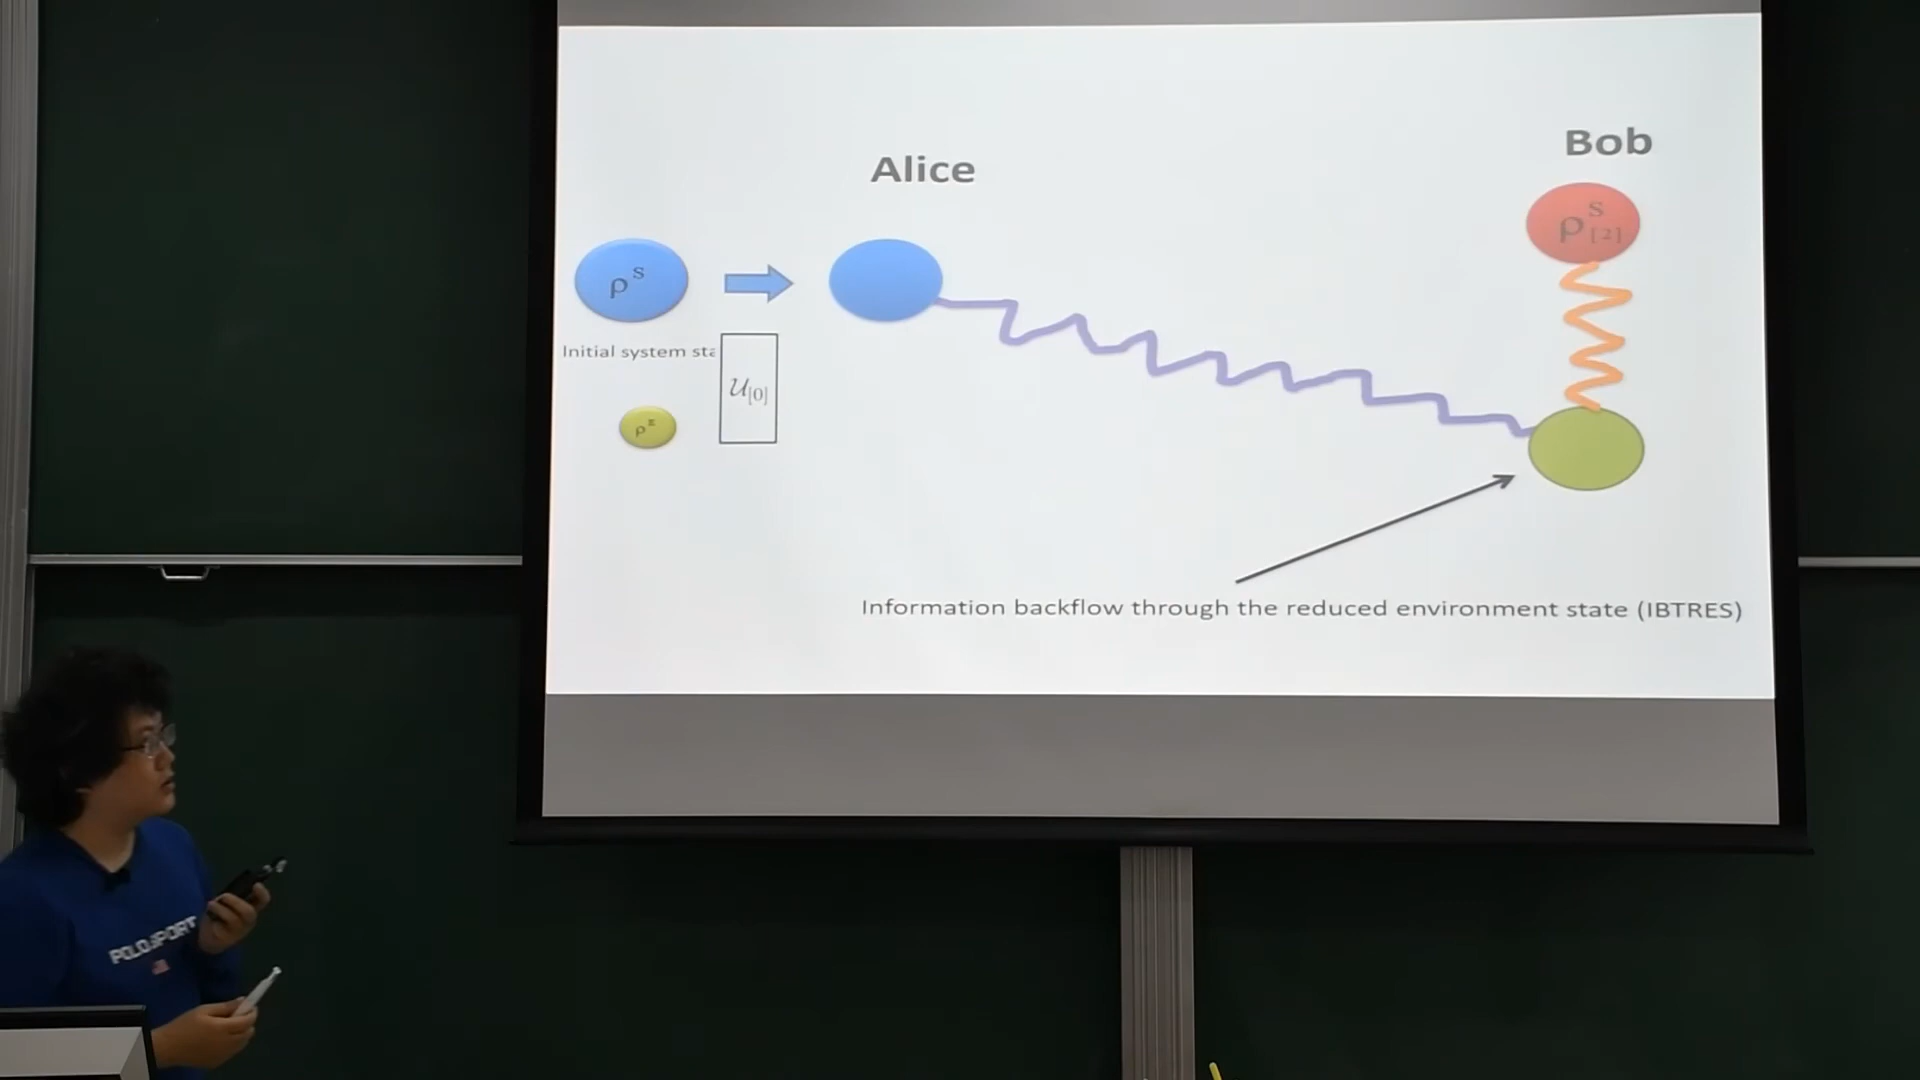 Bob
Alice
ρ^S_[2]
ρ^S
Initial system sta
𝒰_[0]
ρ^E
Information backflow through the reduced environment state (IBTRES)
POLO SPORT